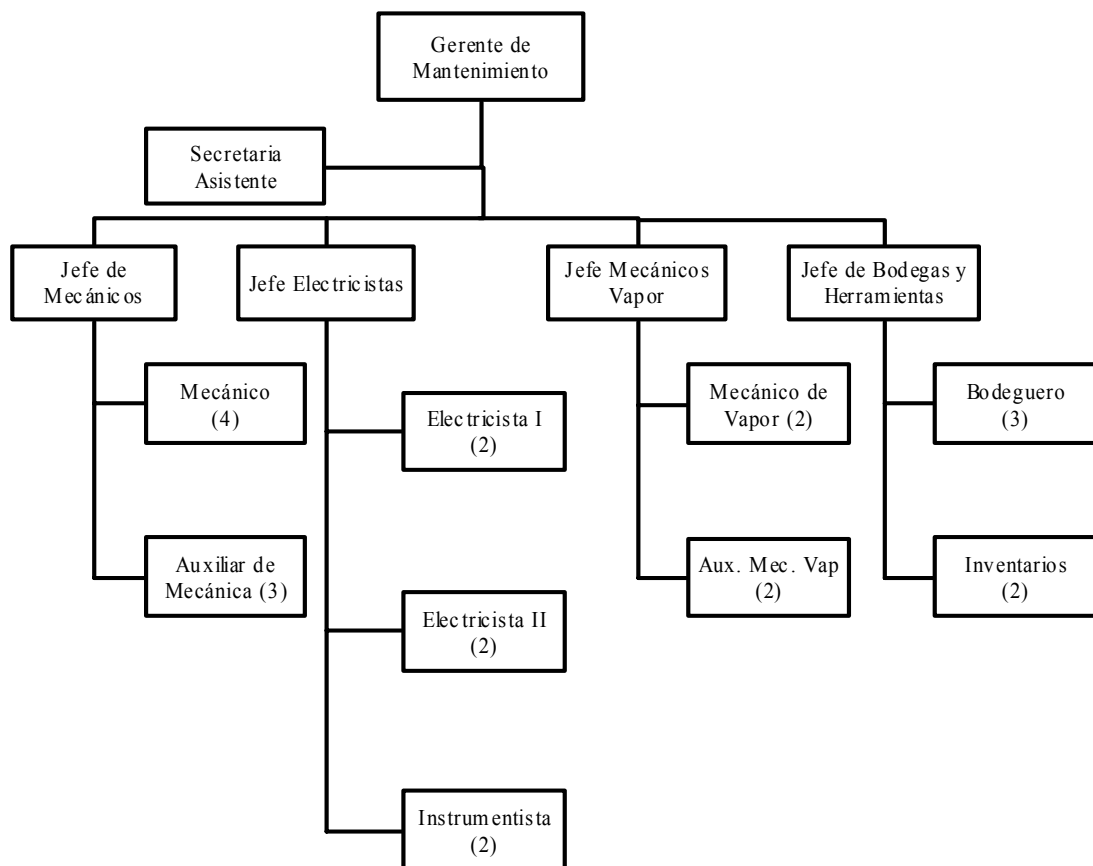 Gerente de
Mantenimiento
Secretaria
Asistente
Jefe de
Mecánicos
Jefe Electricistas
Jefe Mecánicos
Vapor
Jefe de Bodegas y
Herramientas
Mecánico
(4)
Electricista I
(2)
Mecánico de
Vapor (2)
Bodeguero
(3)
Auxiliar de
Mecánica (3)
Electricista II
(2)
Aux. Mec. Vap
(2)
Inventarios
(2)
Instrumentista
(2)